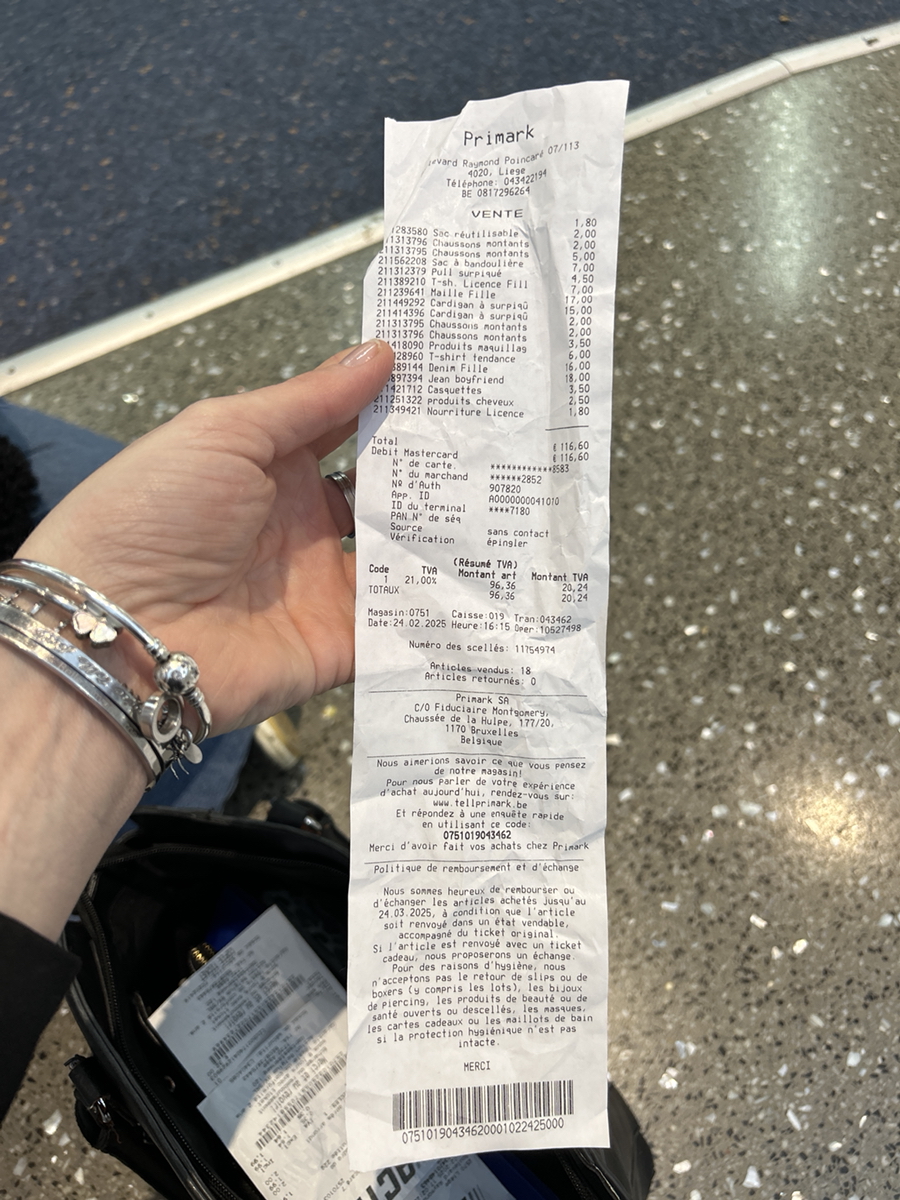 Primark
Raymond Poincaré 07/113
4020, Liege
Téléphone: 043422194
BE 0817296264
VENTE
283580 Sac réutilisable 1,80
1313796 Chaussons montants 2,00
211313795 Chaussons montants 2,00
211562208 Sac à bandoulière 5,00
211312379 Pull surpiqué 7,00
211389210 T-sh. Licence Fill 4,50
211239641 Maille Fille 7,00
211449292 Cardigan à surpiqû 17,00
211414396 Cardigan à surpiqû 15,00
211313795 Chaussons montants 2,00
211313796 Chaussons montants 2,00
418090 Produits maquillag 3,50
28960 T-shirt tendance 6,00
389144 Denim Fille 16,00
897394 Jean boyfriend 18,00
421712 Casquettes 3,50
211251322 produits cheveux 2,50
211349421 Nourriture Licence 1,80
Total € 116,60
Debit Mastercard € 116,60
N° de carte. ************8583
N° du marchand ******2852
Nº d'Auth 907820
App. ID A0000000041010
ID du terminal ****7180
PAN N° de séq
Source sans contact
Vérification épingler
(Résumé TVA)
Code TVA Montant art Montant TVA
1 21,00% 96,36 20,24
TOTAUX 96,36 20,24
Magasin:0751 Caisse:019 Tran:043462
Date:24.02.2025 Heure:16:15 Oper:10527498
Numéro des scellés: 11754974
Articles vendus: 18
Articles retournés: 0
Primark SA
C/O Fiduciaire Montgomery,
Chaussée de la Hulpe, 177/20,
1170 Bruxelles
Belgique
Nous aimerions savoir ce que vous pensez
de notre magasin!
Pour nous parler de votre expérience
d'achat aujourd'hui, rendez-vous sur:
www.tellprimark.be
Et répondez à une enquête rapide
en utilisant ce code:
0751019043462
Merci d'avoir fait vos achats chez Primark
Politique de remboursement et d'échange
Nous sommes heureux de rembourser ou
d'échanger les articles achetés jusqu'au
24.03.2025, à condition que l'article
soit renvoyé dans un état vendable,
accompagné du ticket original.
Si l'article est renvoyé avec un ticket
cadeau, nous proposerons un échange.
Pour des raisons d'hygiène, nous
n'acceptons pas le retour de slips ou de
boxers (y compris les lots), les bijoux
de piercing, les produits de beauté ou de
santé ouverts ou descellés, les masques,
les cartes cadeaux ou les maillots de bain
si la protection hygiénique n'est pas
intacte.
MERCI
07510190434620001022425000